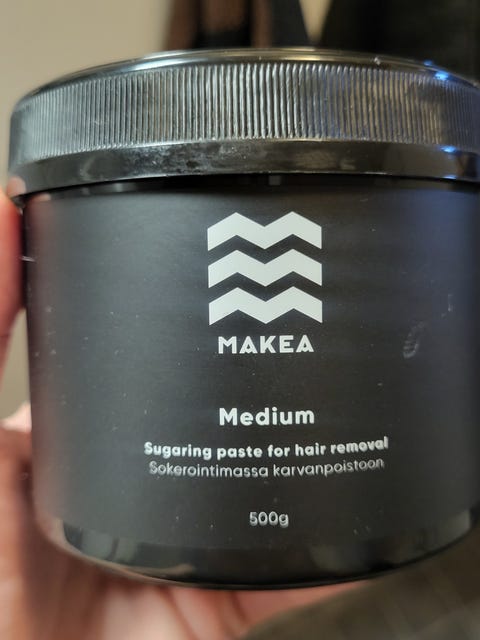 MAKEA
Medium
Sugaring paste for hair removal
Sokerointimassa karvanpoistoon
500g